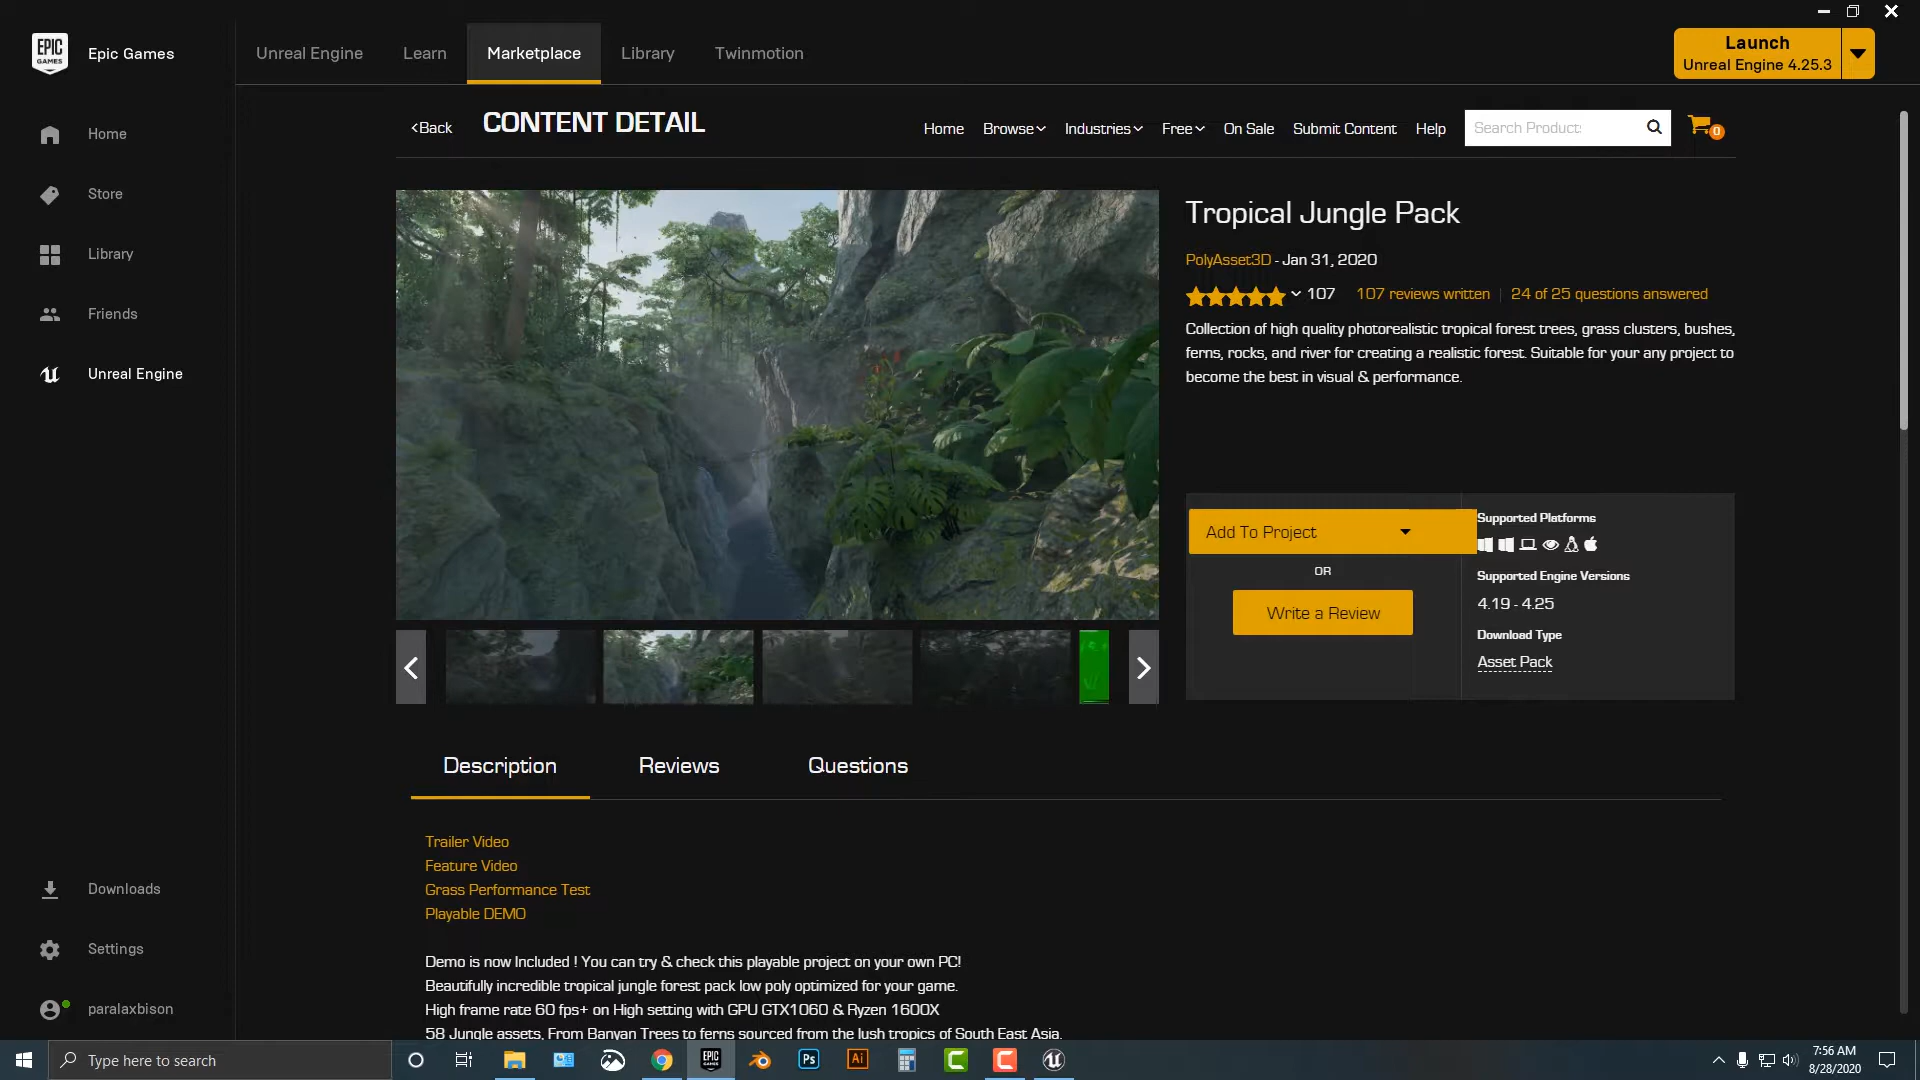 EPIC GAMES
Epic Games
Unreal Engine
Learn
Marketplace
Library
Twinmotion
Launch
Unreal Engine 4.25.3
Home
Store
Library
Friends
Unreal Engine
Downloads
Settings
paralaxbison
<Back
CONTENT DETAIL
Home
Browse
Industries
Free
On Sale
Submit Content
Help
Search Product:
0
Tropical Jungle Pack
PolyAsset3D - Jan 31, 2020
107
107 reviews written
24 of 25 questions answered
Collection of high quality photorealistic tropical forest trees, grass clusters, bushes,
ferns, rocks, and river for creating a realistic forest. Suitable for your any project to
become the best in visual & performance.
Add To Project
OR
Write a Review
Supported Platforms
Supported Engine Versions
4.19 - 4.25
Download Type
Asset Pack
Description
Reviews
Questions
Trailer Video
Feature Video
Grass Performance Test
Playable DEMO
Demo is now Included ! You can try & check this playable project on your own PC!
Beautifully incredible tropical jungle forest pack low poly optimized for your game.
High frame rate 60 fps+ on High setting with GPU GTX1060 & Ryzen 1600X
58 Jungle assets, From Banyan Trees to ferns sourced from the lush tropics of South East Asia.
Type here to search
EPIC GAMES
Ps
Ai
7:56 AM
8/28/2020